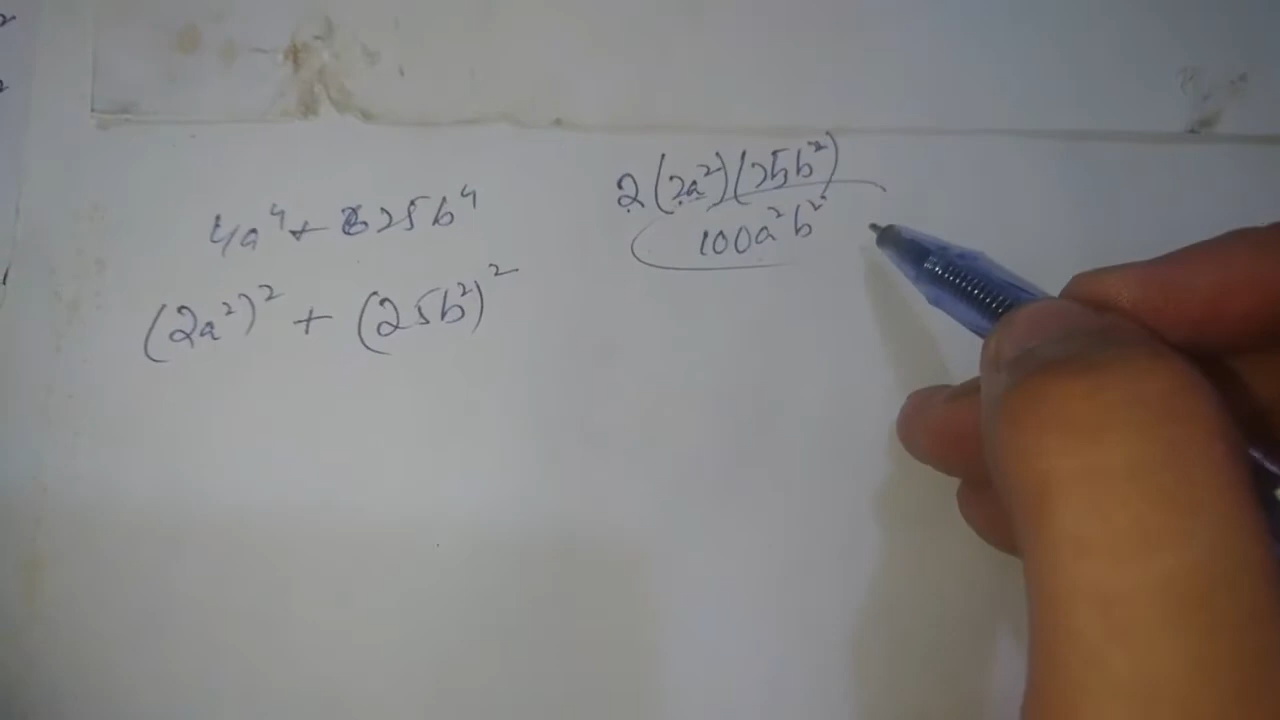 4a⁴ + 625b⁴
(2a²)² + (25b²)²
2(2a²)(25b²)
100a²b²